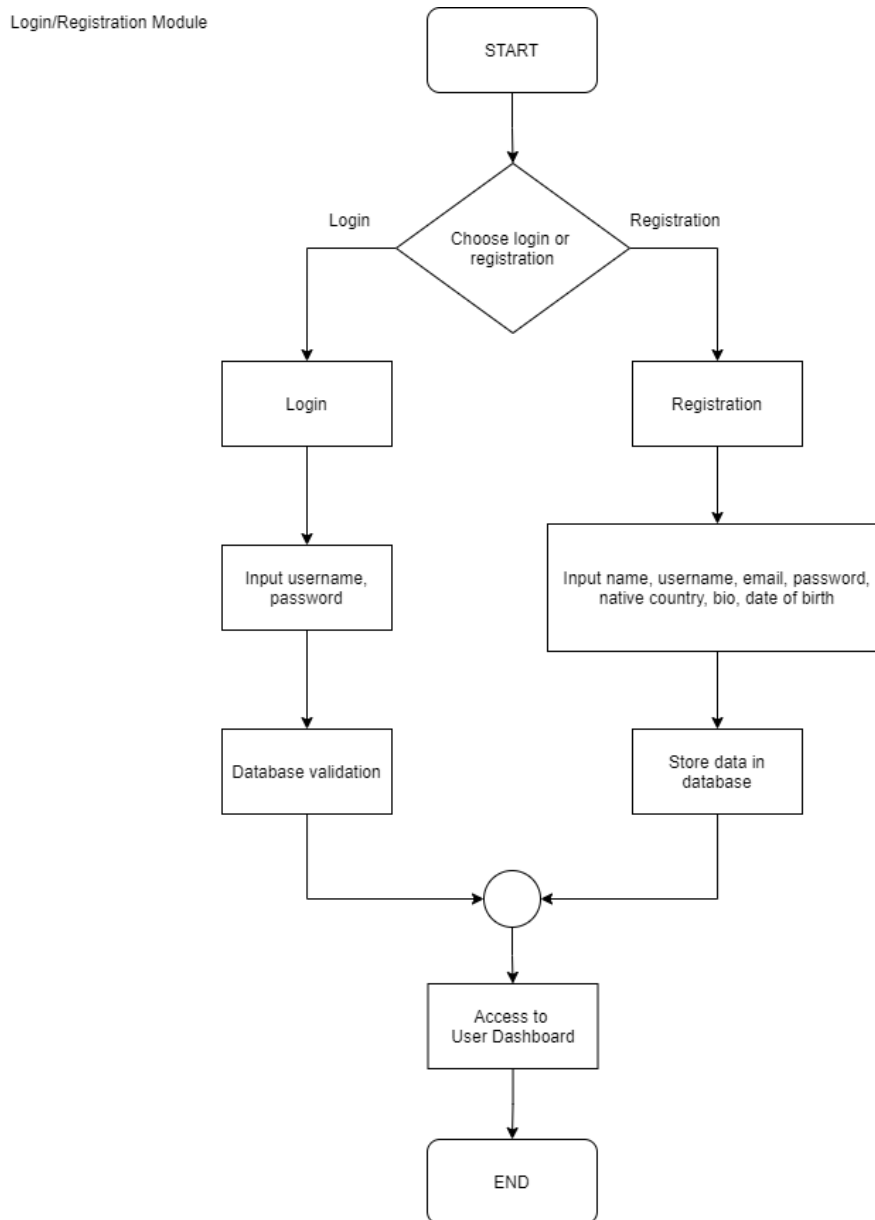 Login/Registration Module
START
Login
Registration
Choose login or
registration
Login
Registration
Input username,
password
Input name, username, email, password,
native country, bio, date of birth
Database validation
Store data in
database
Access to
User Dashboard
END